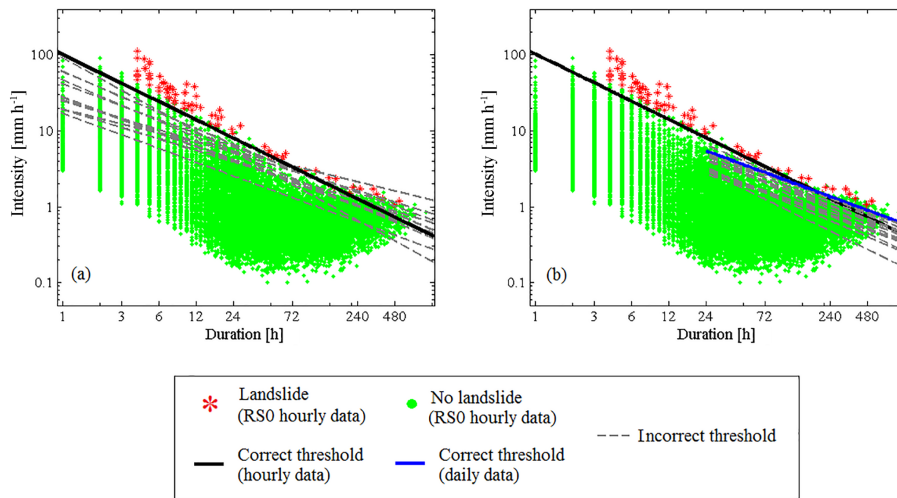 100
10
1
0.1
Intensity [mm h⁻¹]
(a)
1 3 6 12 24 72 240 480
Duration [h]
100
10
1
0.1
Intensity [mm h⁻¹]
(b)
1 3 6 12 24 72 240 480
Duration [h]
Landslide
(RS0 hourly data)
No landslide
(RS0 hourly data)
Incorrect threshold
Correct threshold
(hourly data)
Correct threshold
(daily data)